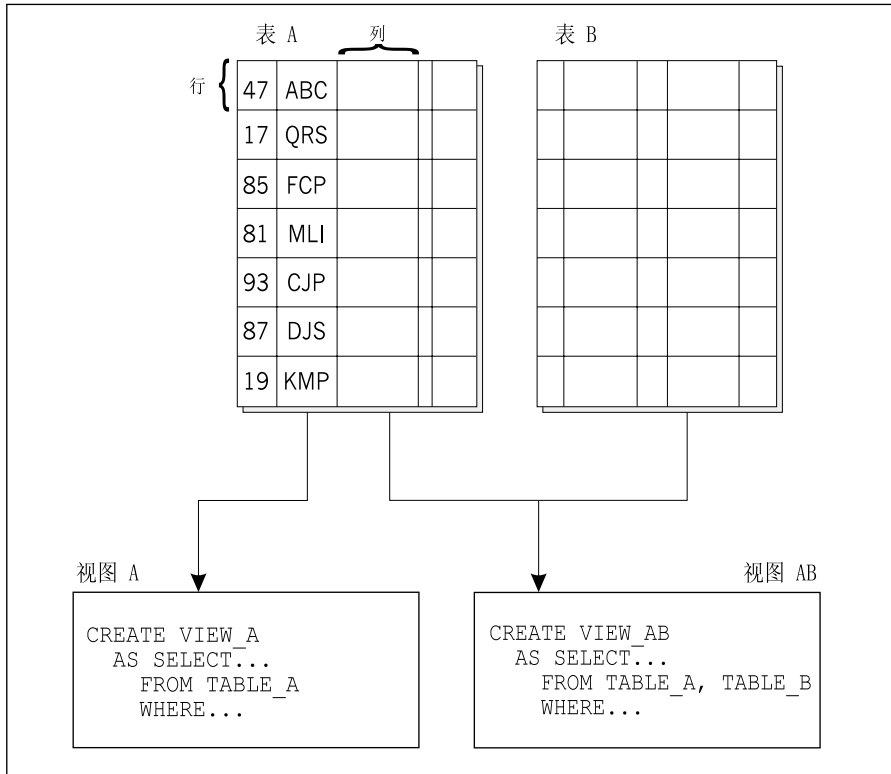 表 A
列
表 B
行
47 ABC
17 QRS
85 FCP
81 MLI
93 CJP
87 DJS
19 KMP
视图 A
CREATE VIEW_A
AS SELECT...
FROM TABLE_A
WHERE...
视图 AB
CREATE VIEW_AB
AS SELECT...
FROM TABLE_A, TABLE_B
WHERE...